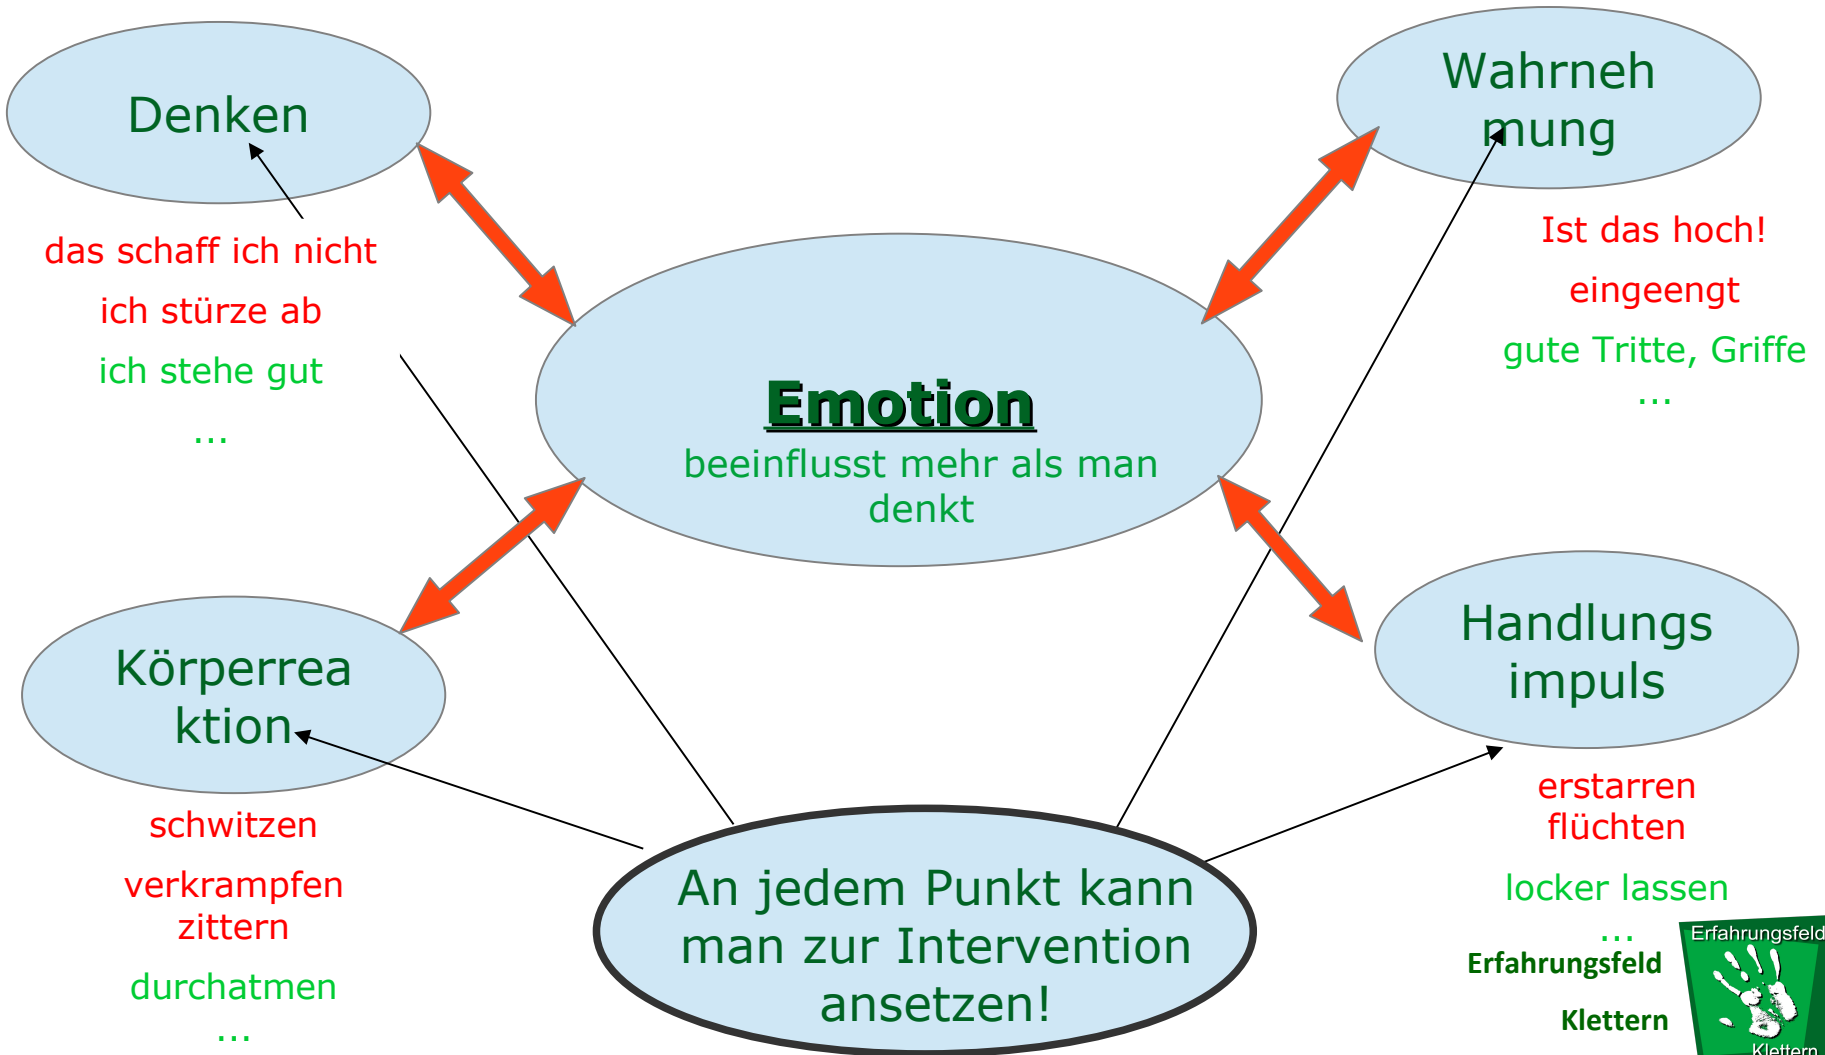 Denken
das schaff ich nicht
ich stürze ab
ich stehe gut
...
Wahrneh
mung
Ist das hoch!
eingeengt
gute Tritte, Griffe
...
Emotion
beeinflusst mehr als man
denkt
Körperrea
ktion
schwitzen
verkrampfen
zittern
durchatmen
...
Handlungs
impuls
erstarren
flüchten
locker lassen
...
An jedem Punkt kann
man zur Intervention
ansetzen!
Erfahrungsfeld
Klettern
Erfahrungsfeld
Klettern